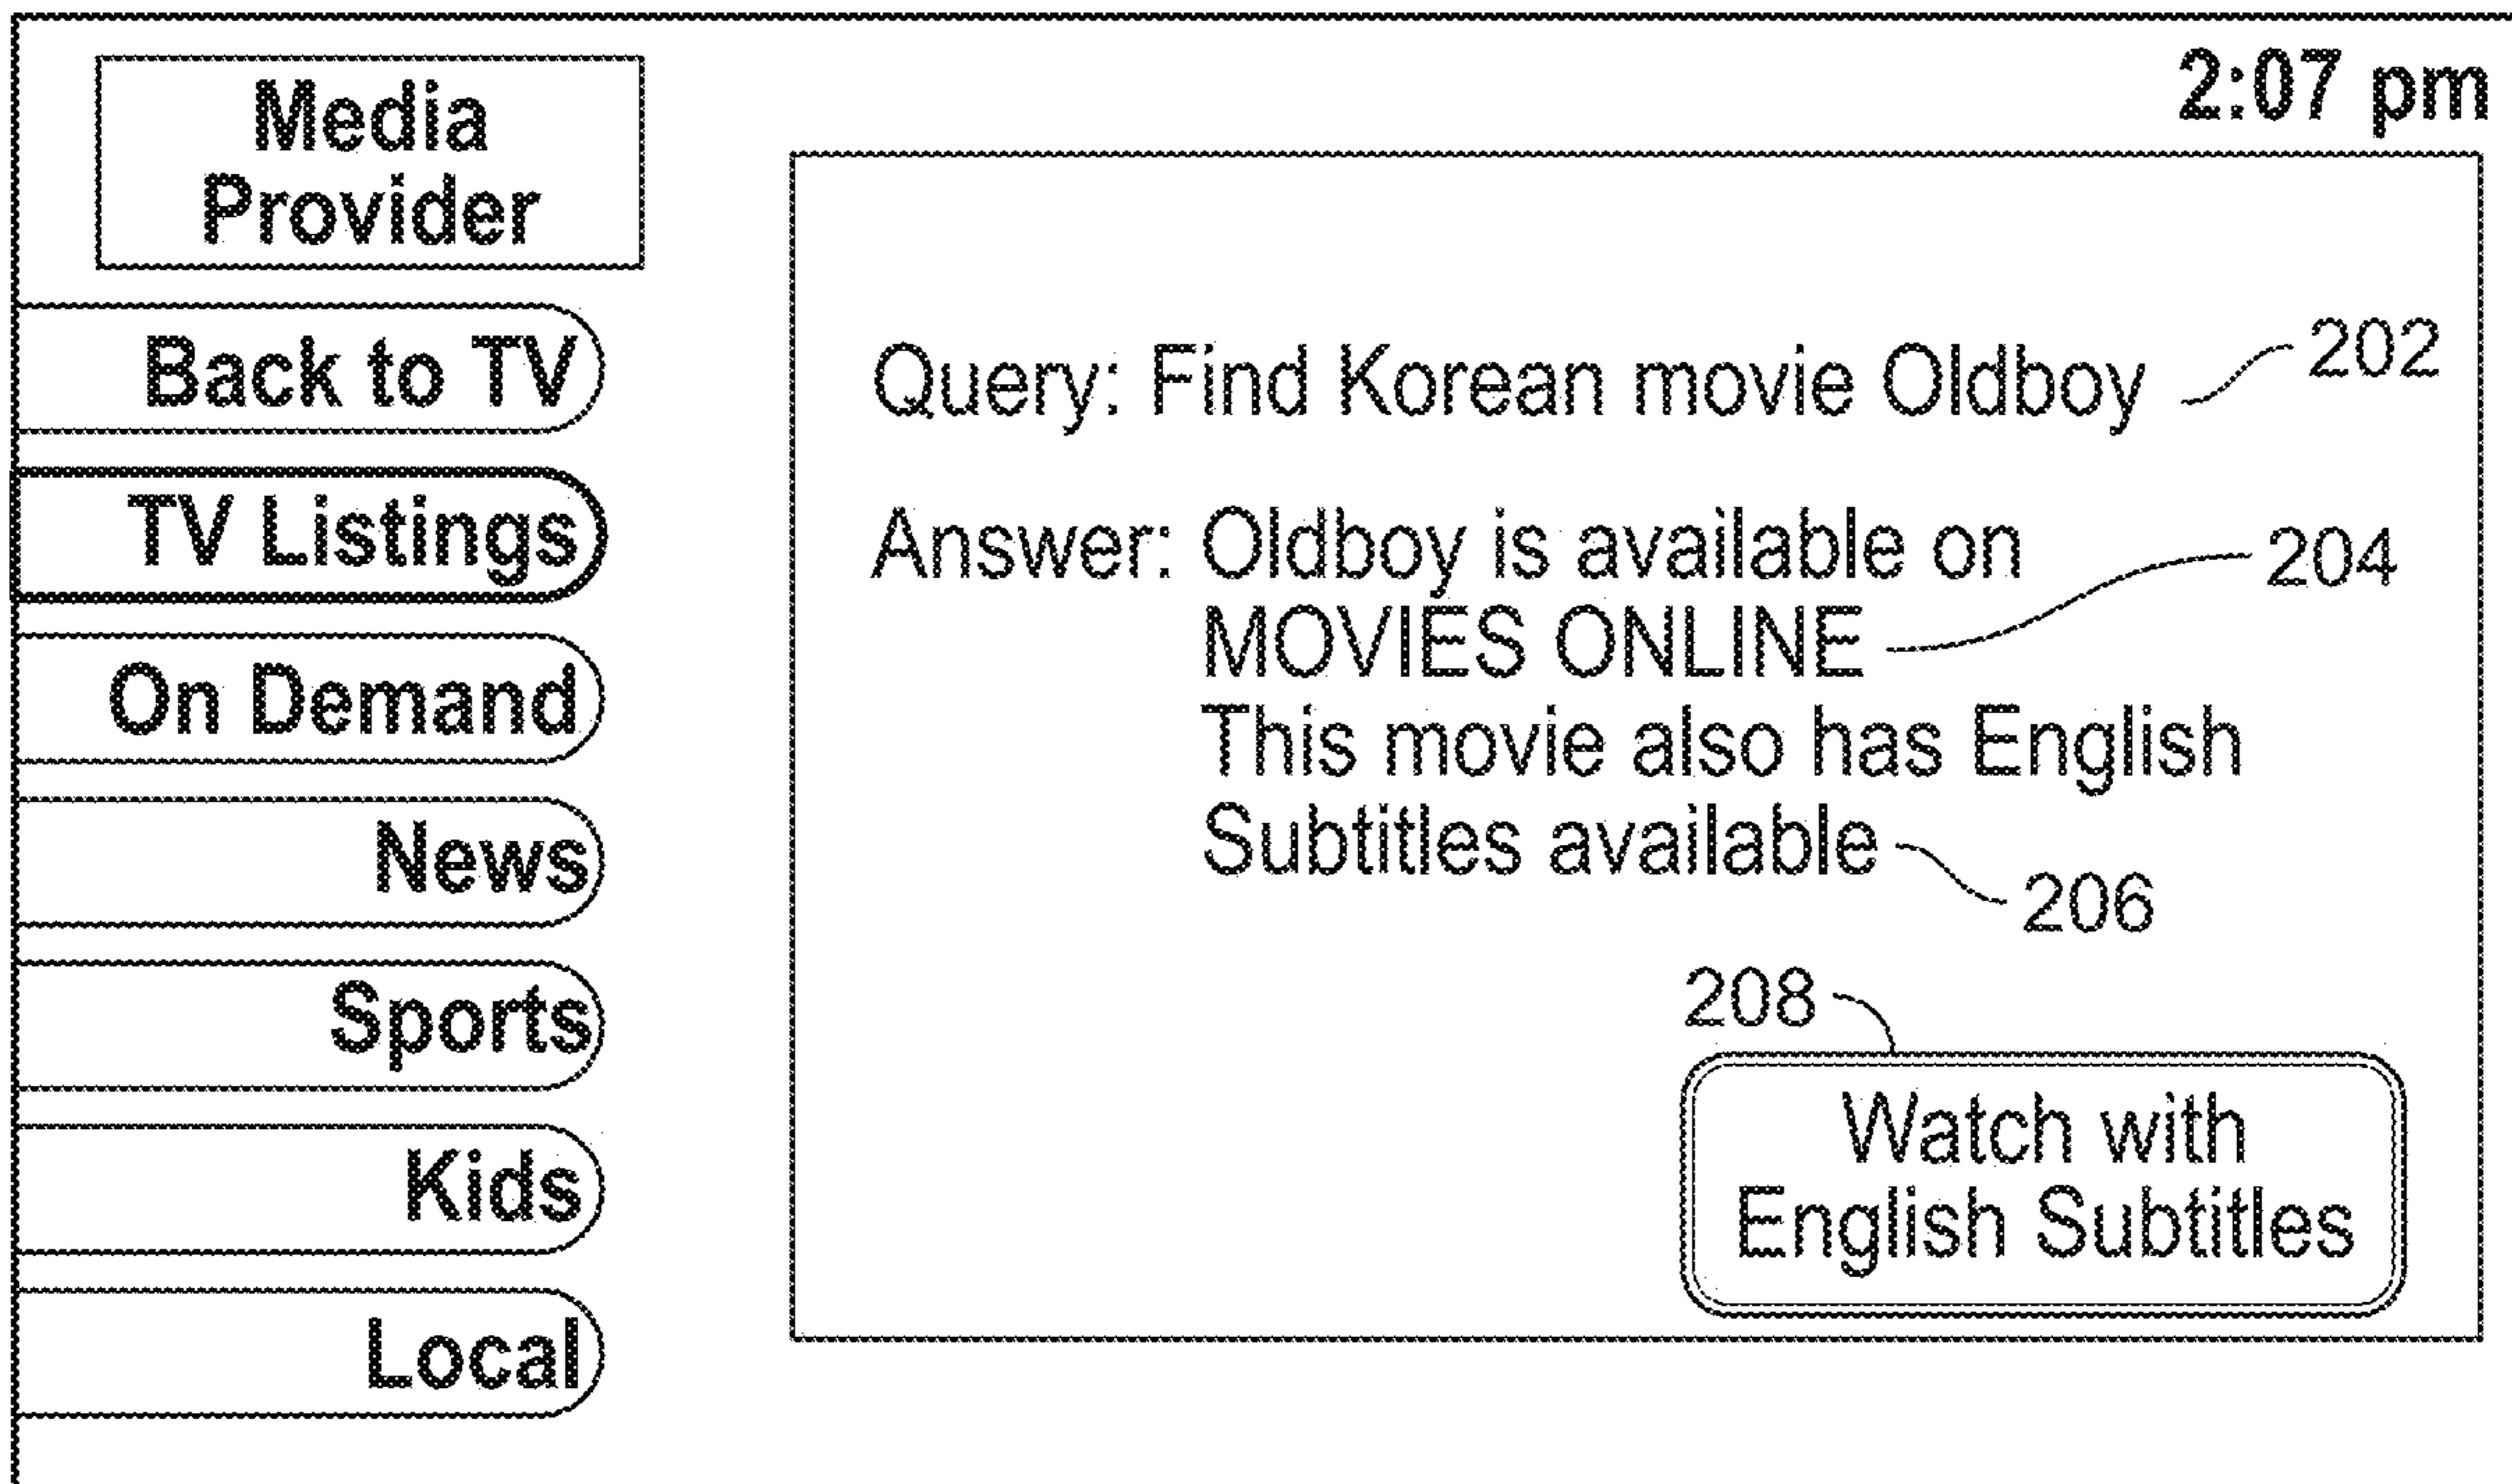 2:07 pm
Media
Provider
Back to TV
TV Listings
On Demand
News
Sports
Kids
Local
Query: Find Korean movie Oldboy
202
Answer: Oldboy is available on
MOVIES ONLINE
204
This movie also has English
Subtitles available
206
208
Watch with
English Subtitles